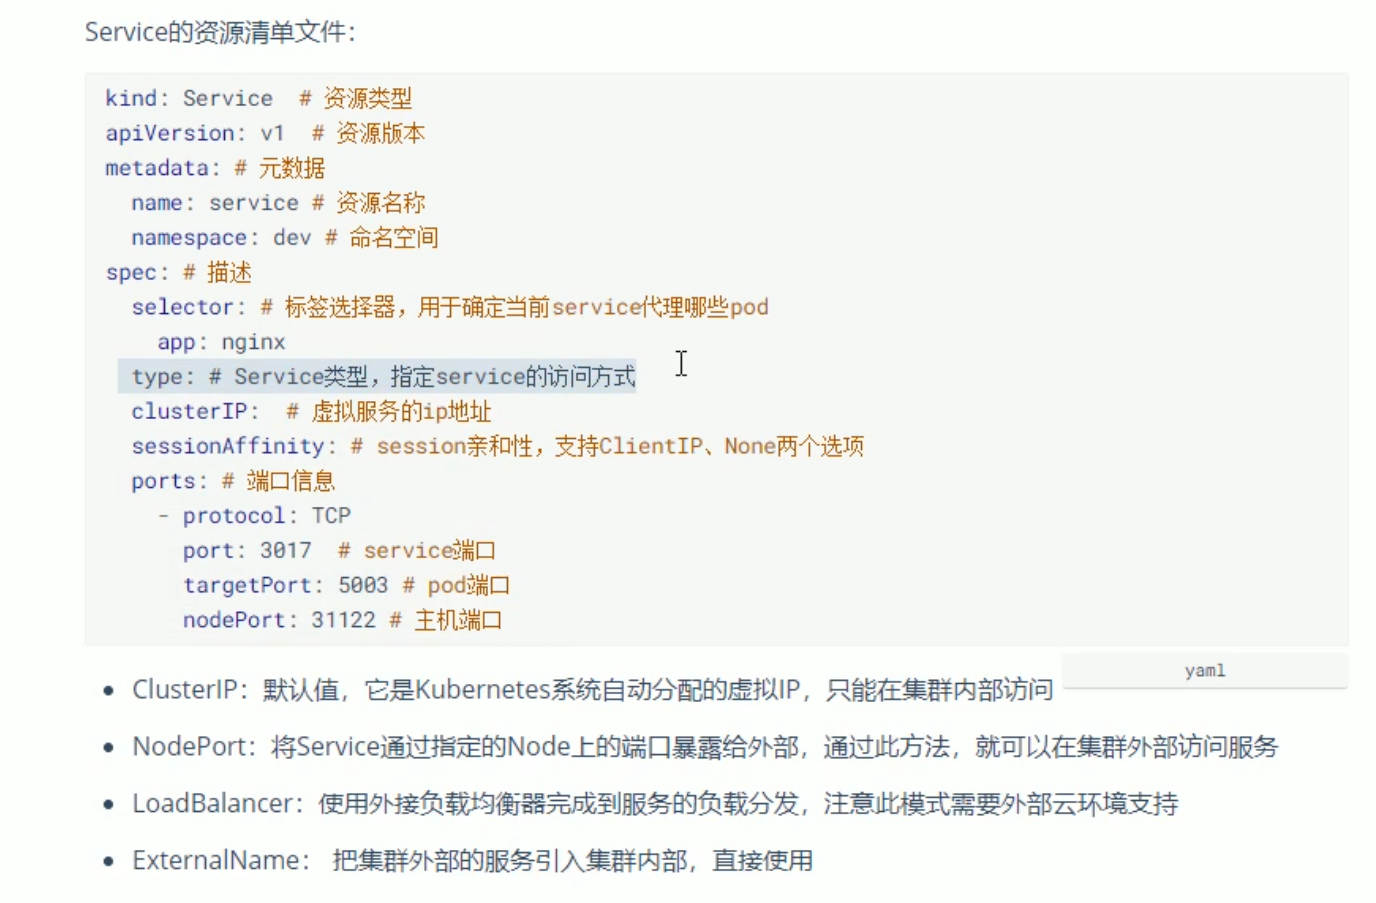 Service的资源清单文件：
kind: Service  # 资源类型
apiVersion: v1  # 资源版本
metadata: # 元数据
  name: service # 资源名称
  namespace: dev # 命名空间
spec: # 描述
  selector: # 标签选择器，用于确定当前service代理哪些pod
    app: nginx
  type: # Service类型，指定service的访问方式
  clusterIP:  # 虚拟服务的ip地址
  sessionAffinity: # session亲和性，支持ClientIP、None两个选项
  ports: # 端口信息
    - protocol: TCP
      port: 3017  # service端口
      targetPort: 5003 # pod端口
      nodePort: 31122 # 主机端口
yaml
• ClusterIP：默认值，它是Kubernetes系统自动分配的虚拟IP，只能在集群内部访问
• NodePort：将Service通过指定的Node上的端口暴露给外部，通过此方法，就可以在集群外部访问服务
• LoadBalancer：使用外接负载均衡器完成到服务的负载分发，注意此模式需要外部云环境支持
• ExternalName： 把集群外部的服务引入集群内部，直接使用